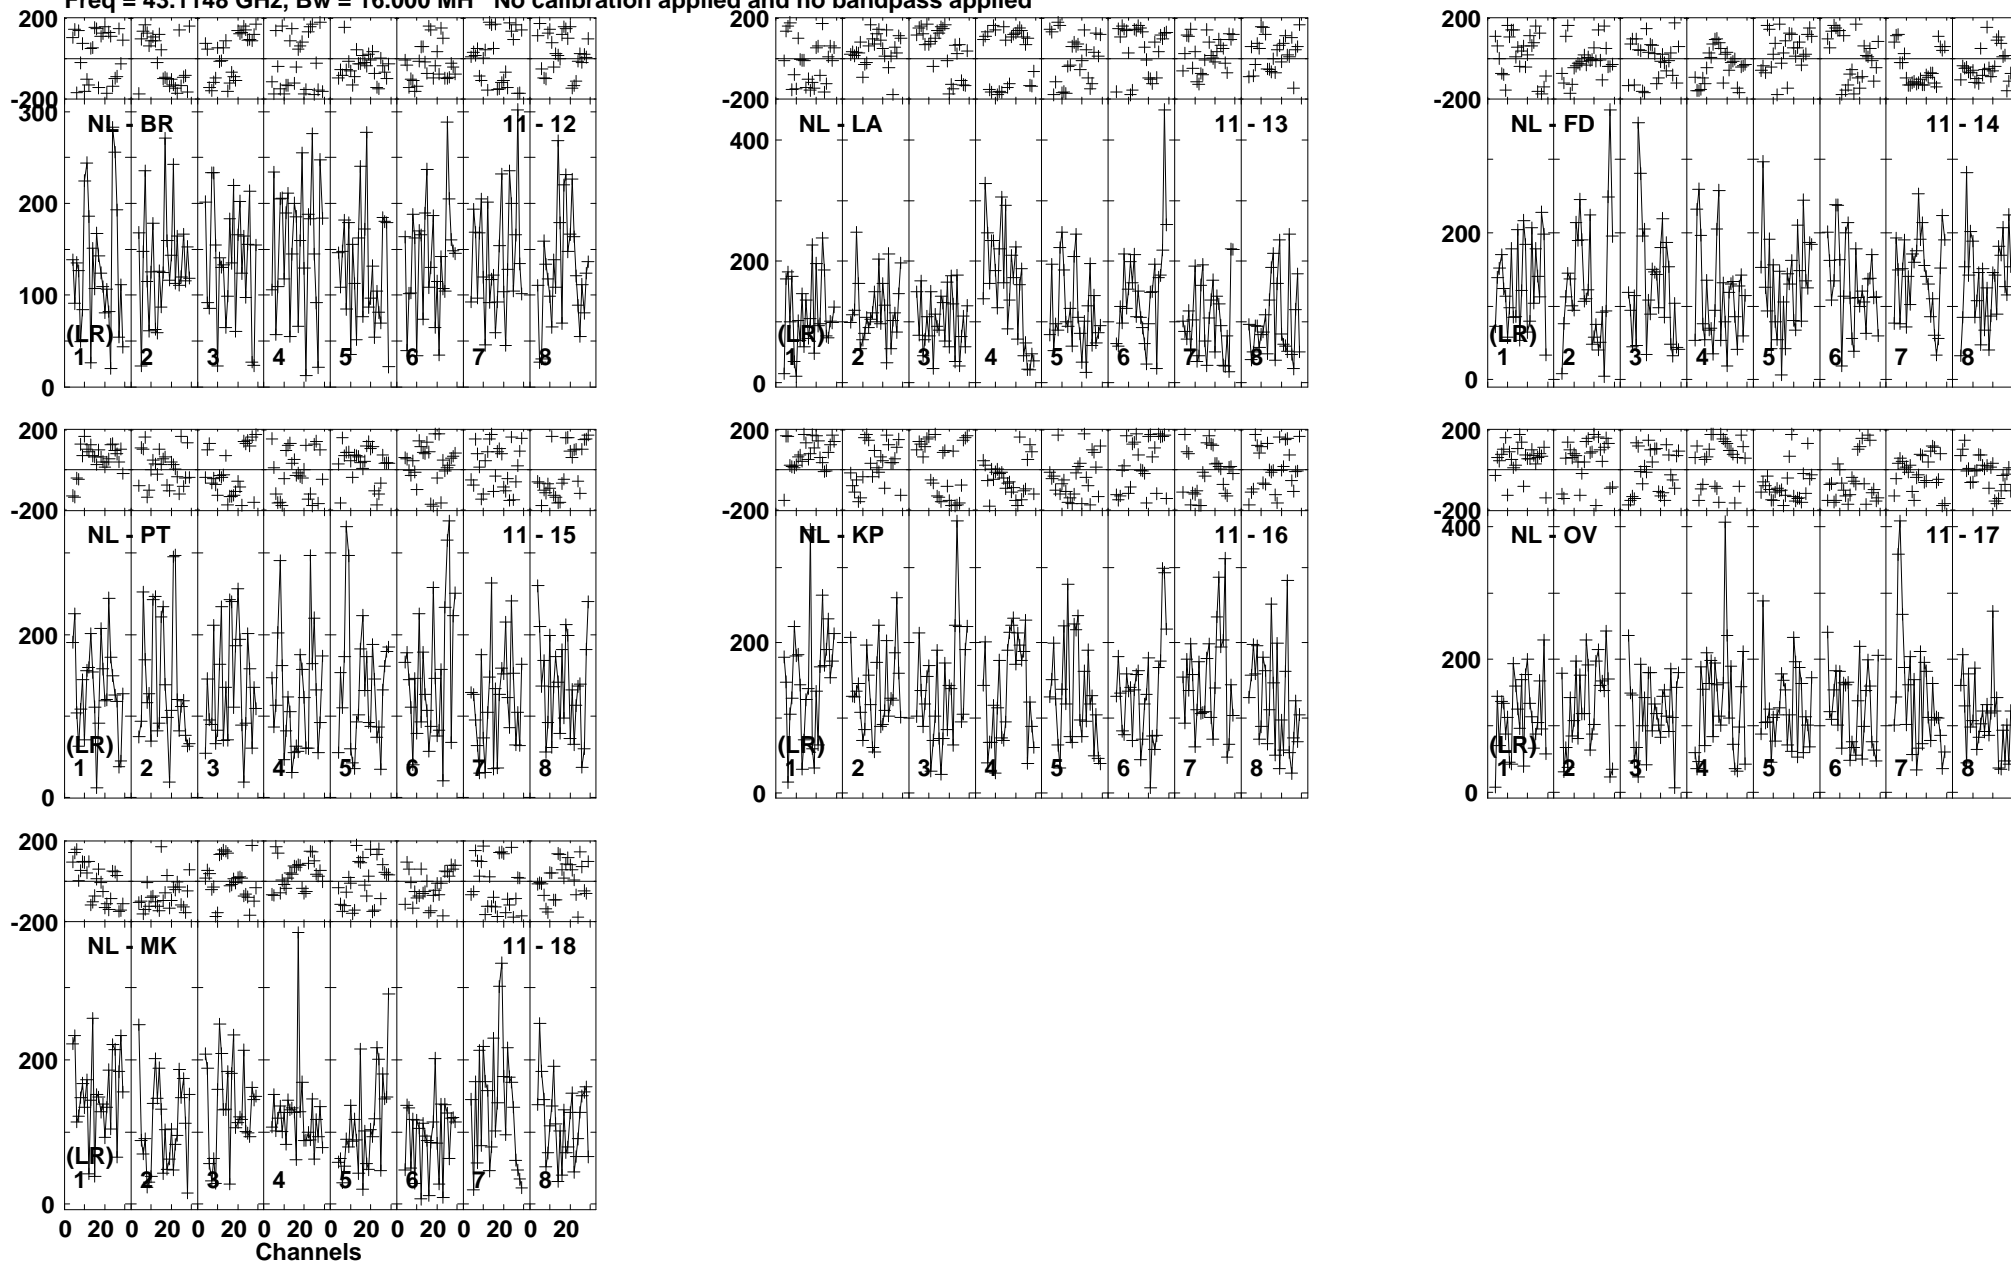 Freq = 43.1148 GHz, Bw = 16.000 MH No calibration applied and no bandpass applied
200 200 200
-200 -200 -200
300 NL - BR 11 - 12 NL - LA 11 - 13 NL - FD 11 - 14
400
200 200 200
100
(LR) (LR) (LR)
1 2 3 4 5 6 7 8 1 2 3 4 5 6 7 8 1 2 3 4 5 6 7 8
0 0 0
200 200 200
-200 -200 -200
400
NL - PT 11 - 15 NL - KP 11 - 16 NL - OV 11 - 17
200 200 200
(LR) (LR) (LR)
1 2 3 4 5 6 7 8 1 2 3 4 5 6 7 8 1 2 3 4 5 6 7 8
0 0 0
200
-200
NL - MK 11 - 18
200
(LR)
1 2 3 4 5 6 7 8
0
0 20 0 20 0 20 0 20 0 20 0 20 0 20 0 20
Channels